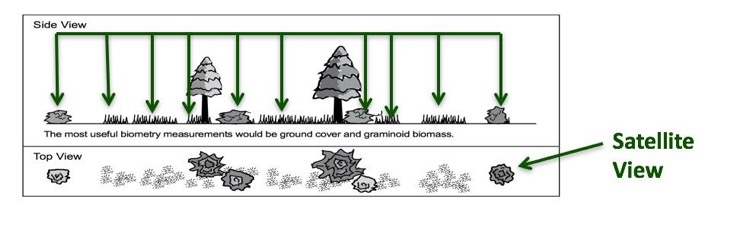 Side View
The most useful biometry measurements would be ground cover and graminoid biomass.
Top View
Satellite
View